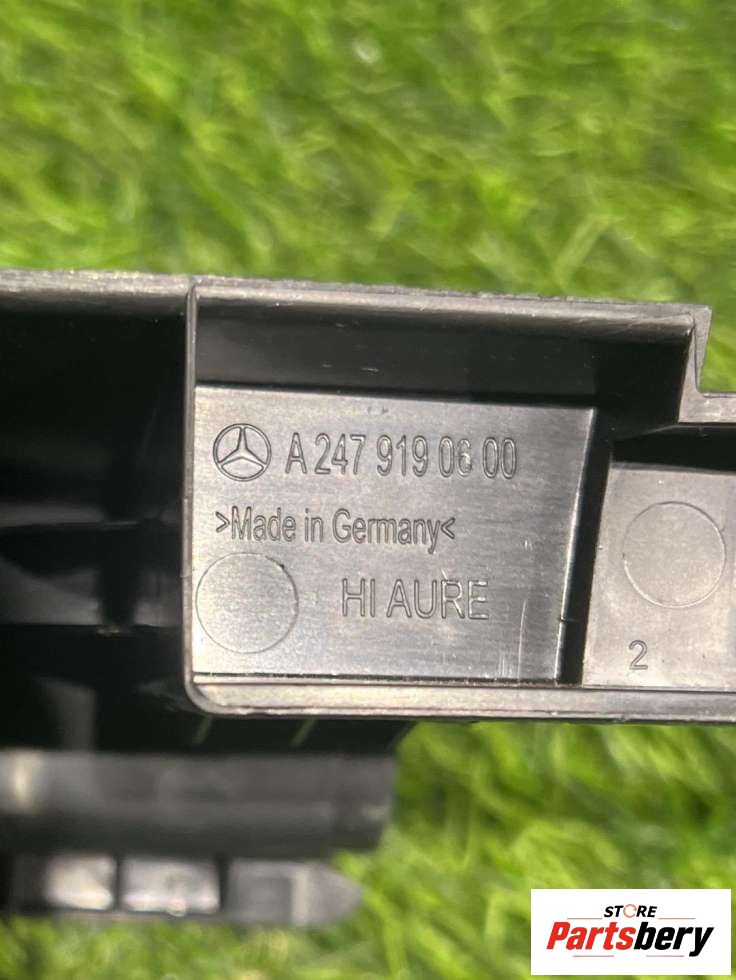 A 247 919 06 00
>Made in Germany<
HI AURE
2
STORE
Partsbery